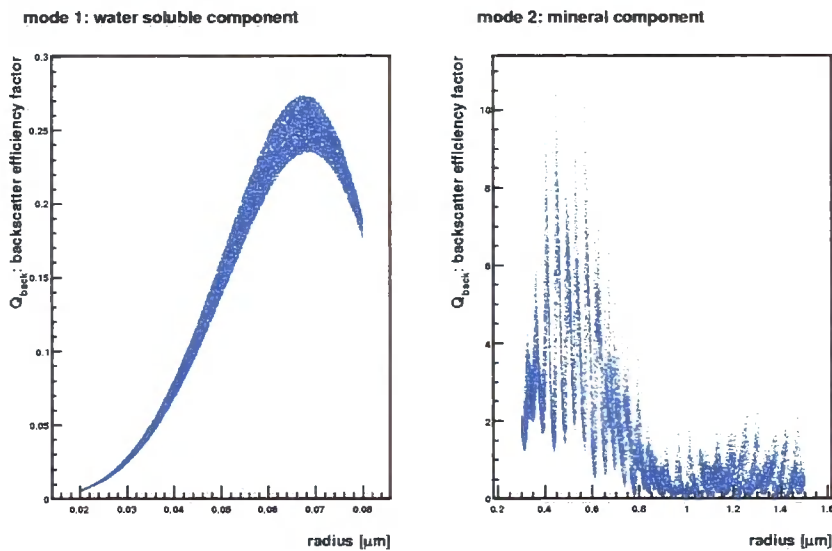 mode 1: water soluble component
Q_back: backscatter efficiency factor
0.3
0.25
0.2
0.15
0.1
0.05
0
0.02 0.03 0.04 0.05 0.06 0.07 0.08
radius [μm]
mode 2: mineral component
Q_back: backscatter efficiency factor
10
8
6
4
2
0
0.2 0.4 0.6 0.8 1 1.2 1.4 1.6
radius [μm]